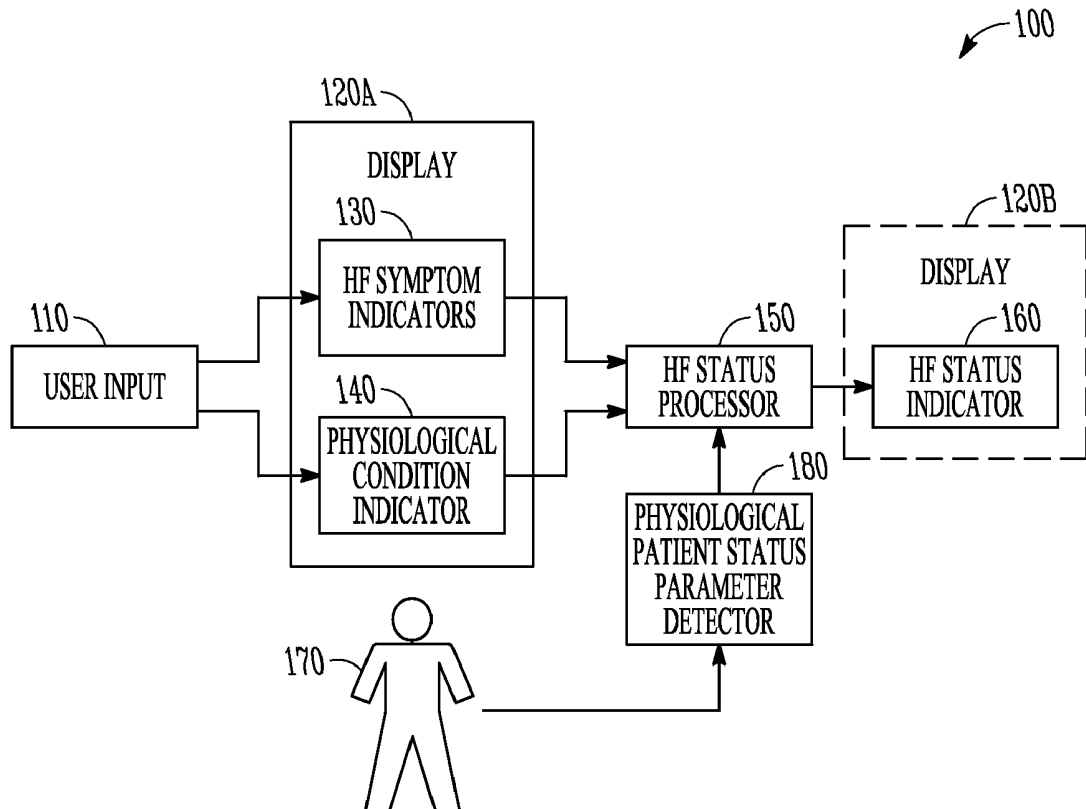 100
120A
DISPLAY
130
HF SYMPTOM
INDICATORS
110
USER INPUT
140
PHYSIOLOGICAL
CONDITION
INDICATOR
150
HF STATUS
PROCESSOR
120B
DISPLAY
160
HF STATUS
INDICATOR
180
PHYSIOLOGICAL
PATIENT STATUS
PARAMETER
DETECTOR
170